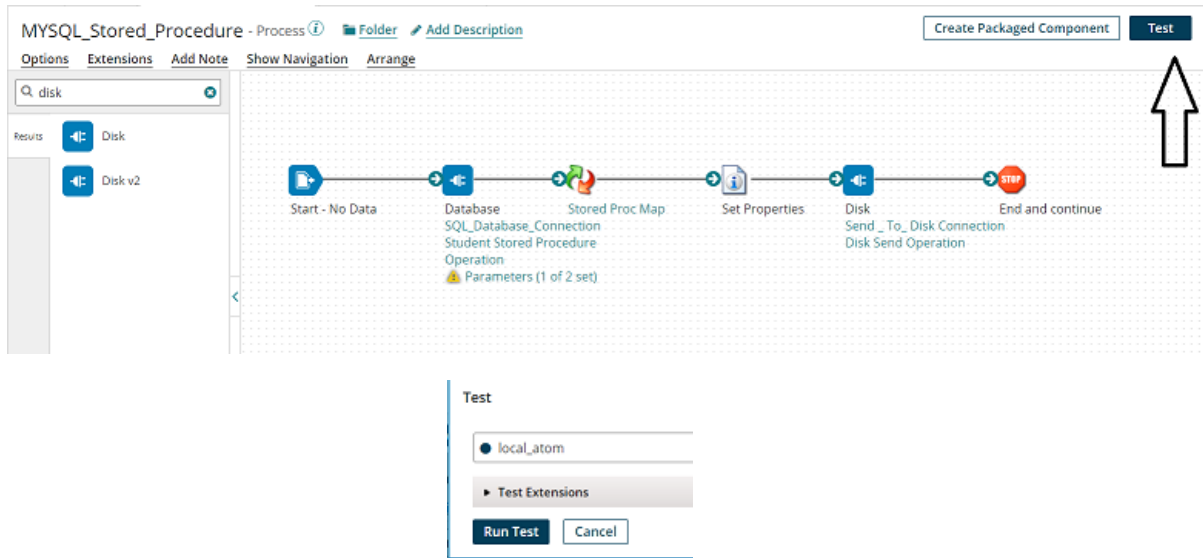 MYSQL_Stored_Procedure - Process i Folder Add Description
Create Packaged Component Test
Options Extensions Add Note Show Navigation Arrange
disk
Results
Disk
Disk v2
Start - No Data
Database
SQL_Database_Connection
Student Stored Procedure
Operation
Parameters (1 of 2 set)
Stored Proc Map
Set Properties
Disk
Send _ To_ Disk Connection
Disk Send Operation
STOP
End and continue
Test
local_atom
Test Extensions
Run Test Cancel